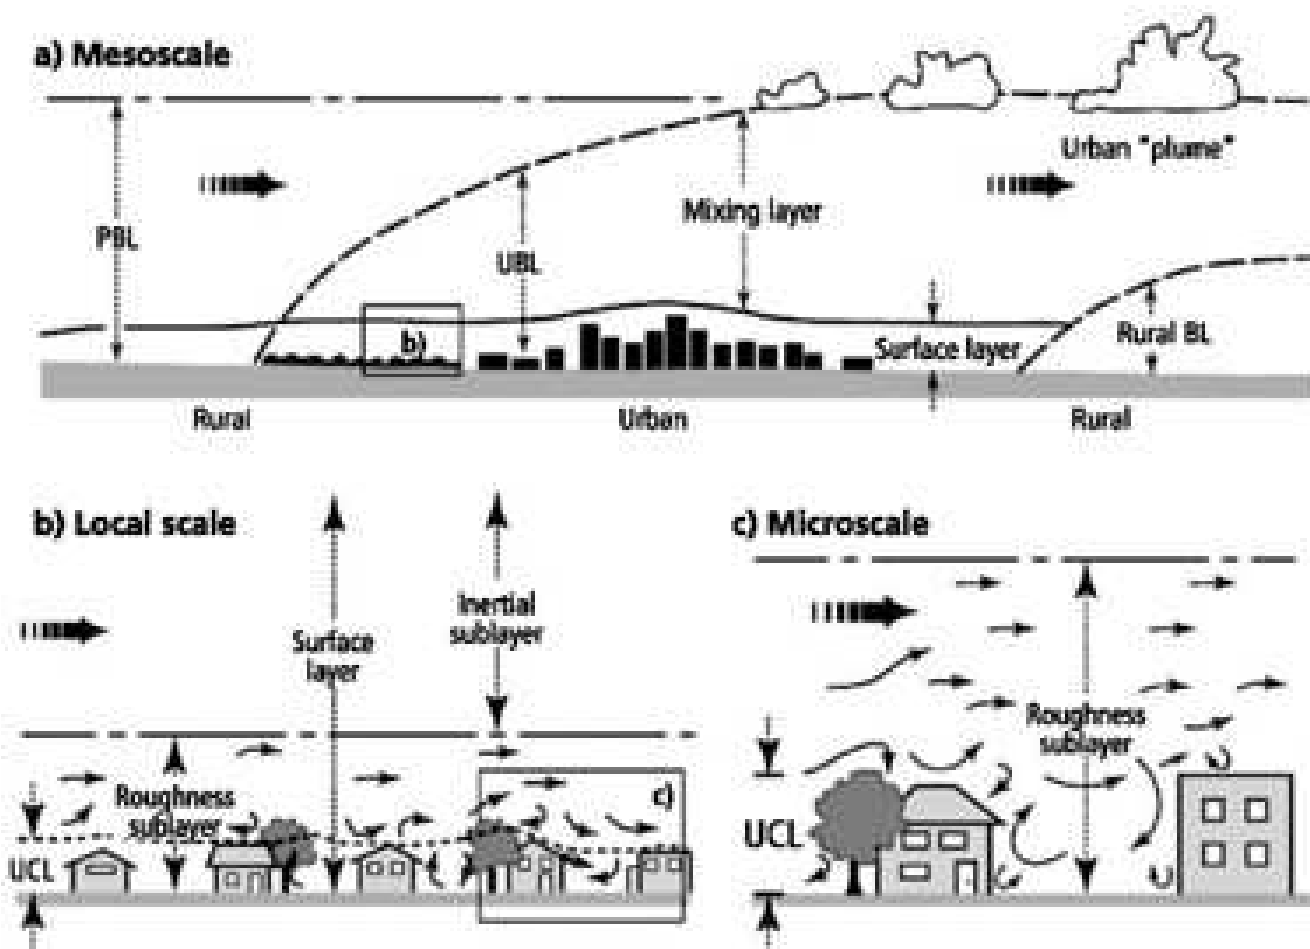 a) Mesoscale
Urban "plume"
PBL
Mixing layer
UBL
b)
Surface layer
Rural BL
Rural
Urban
Rural
b) Local scale
Inertial
sublayer
Surface
layer
Roughness
sublayer
c)
UCL
c) Microscale
Roughness
sublayer
UCL